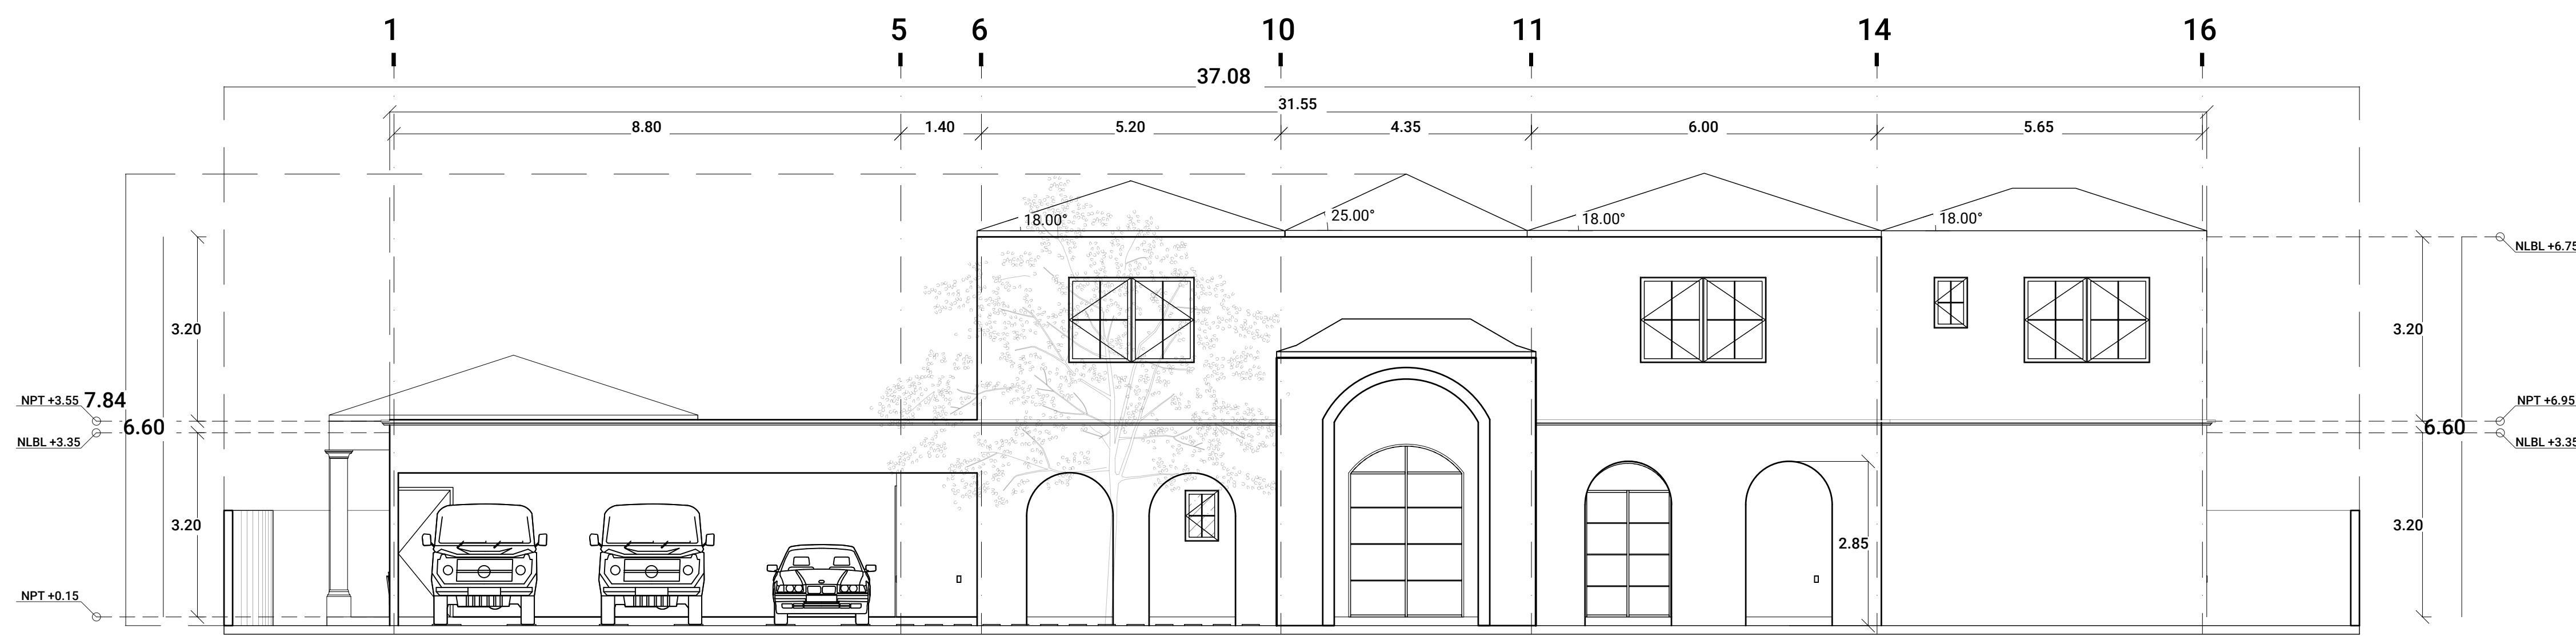 1 5 6 10 11 14 16
37.08
31.55
8.80 1.40 5.20 4.35 6.00 5.65
18.00° 25.00° 18.00° 18.00°
NLBL +6.75
3.20 3.20
NPT +3.55 7.84 NPT +6.95
6.60 6.60
NLBL +3.35 NLBL +3.35
3.20 3.20
2.85
NPT +0.15